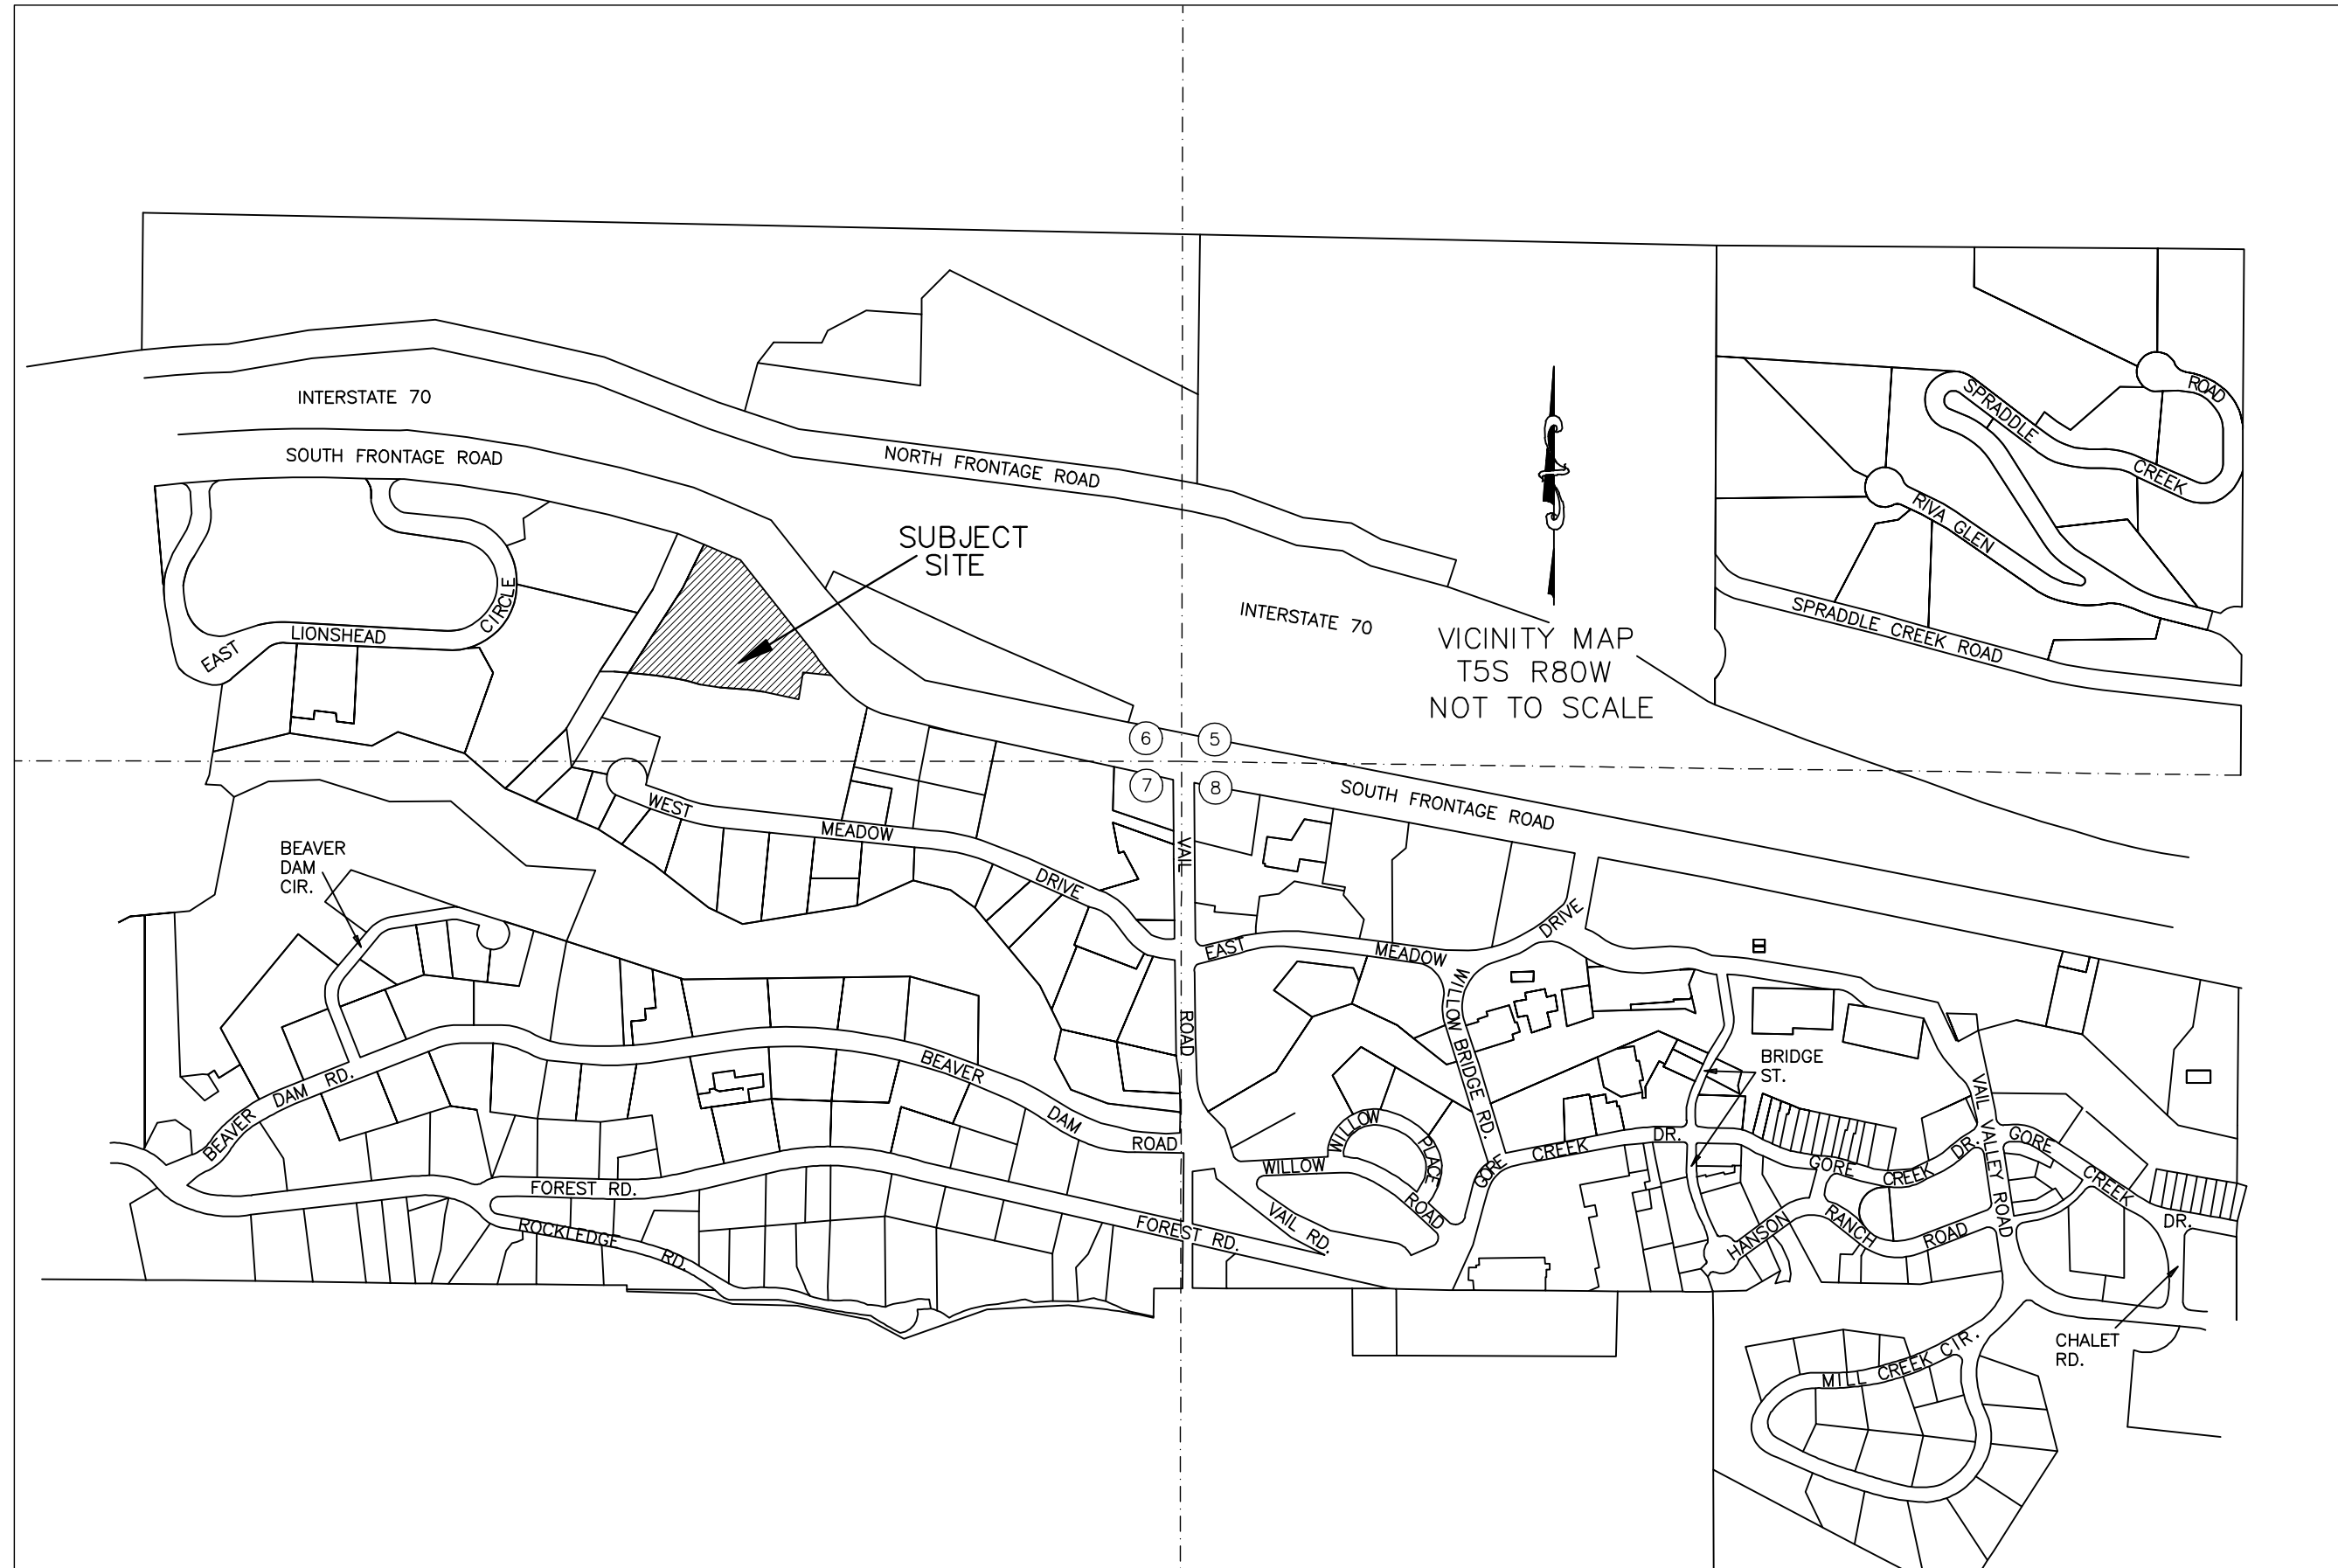 INTERSTATE 70
SOUTH FRONTAGE ROAD
NORTH FRONTAGE ROAD
SUBJECT
SITE
SPRADDLE
CREEK
ROAD
RIVA GLEN
SPRADDLE CREEK ROAD
INTERSTATE 70
VICINITY MAP
T5S R80W
NOT TO SCALE
EAST
LIONSHEAD
CIRCLE
6
5
7
8
SOUTH FRONTAGE ROAD
WEST
MEADOW
DRIVE
VAIL
ROAD
BEAVER
DAM
CIR.
EAST
MEADOW
DRIVE
WILLOW BRIDGE RD.
BRIDGE
ST.
BEAVER
DAM
RD.
BEAVER
DAM
ROAD
WILLOW
PLACE
WILLOW
ROAD
VAIL RD.
GORE
CREEK
DR.
GORE
CREEK
DR.
VAIL
VALLEY
ROAD
GORE
CREEK
DR.
FOREST RD.
FOREST RD.
ROCKLEDGE
RD.
HANSON
RANCH
ROAD
CHALET
RD.
MILL CREEK CIR.